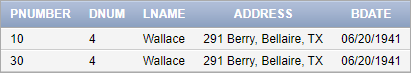 PNUMBER DNUM LNAME ADDRESS BDATE
10 4 Wallace 291 Berry, Bellaire, TX 06/20/1941
30 4 Wallace 291 Berry, Bellaire, TX 06/20/1941